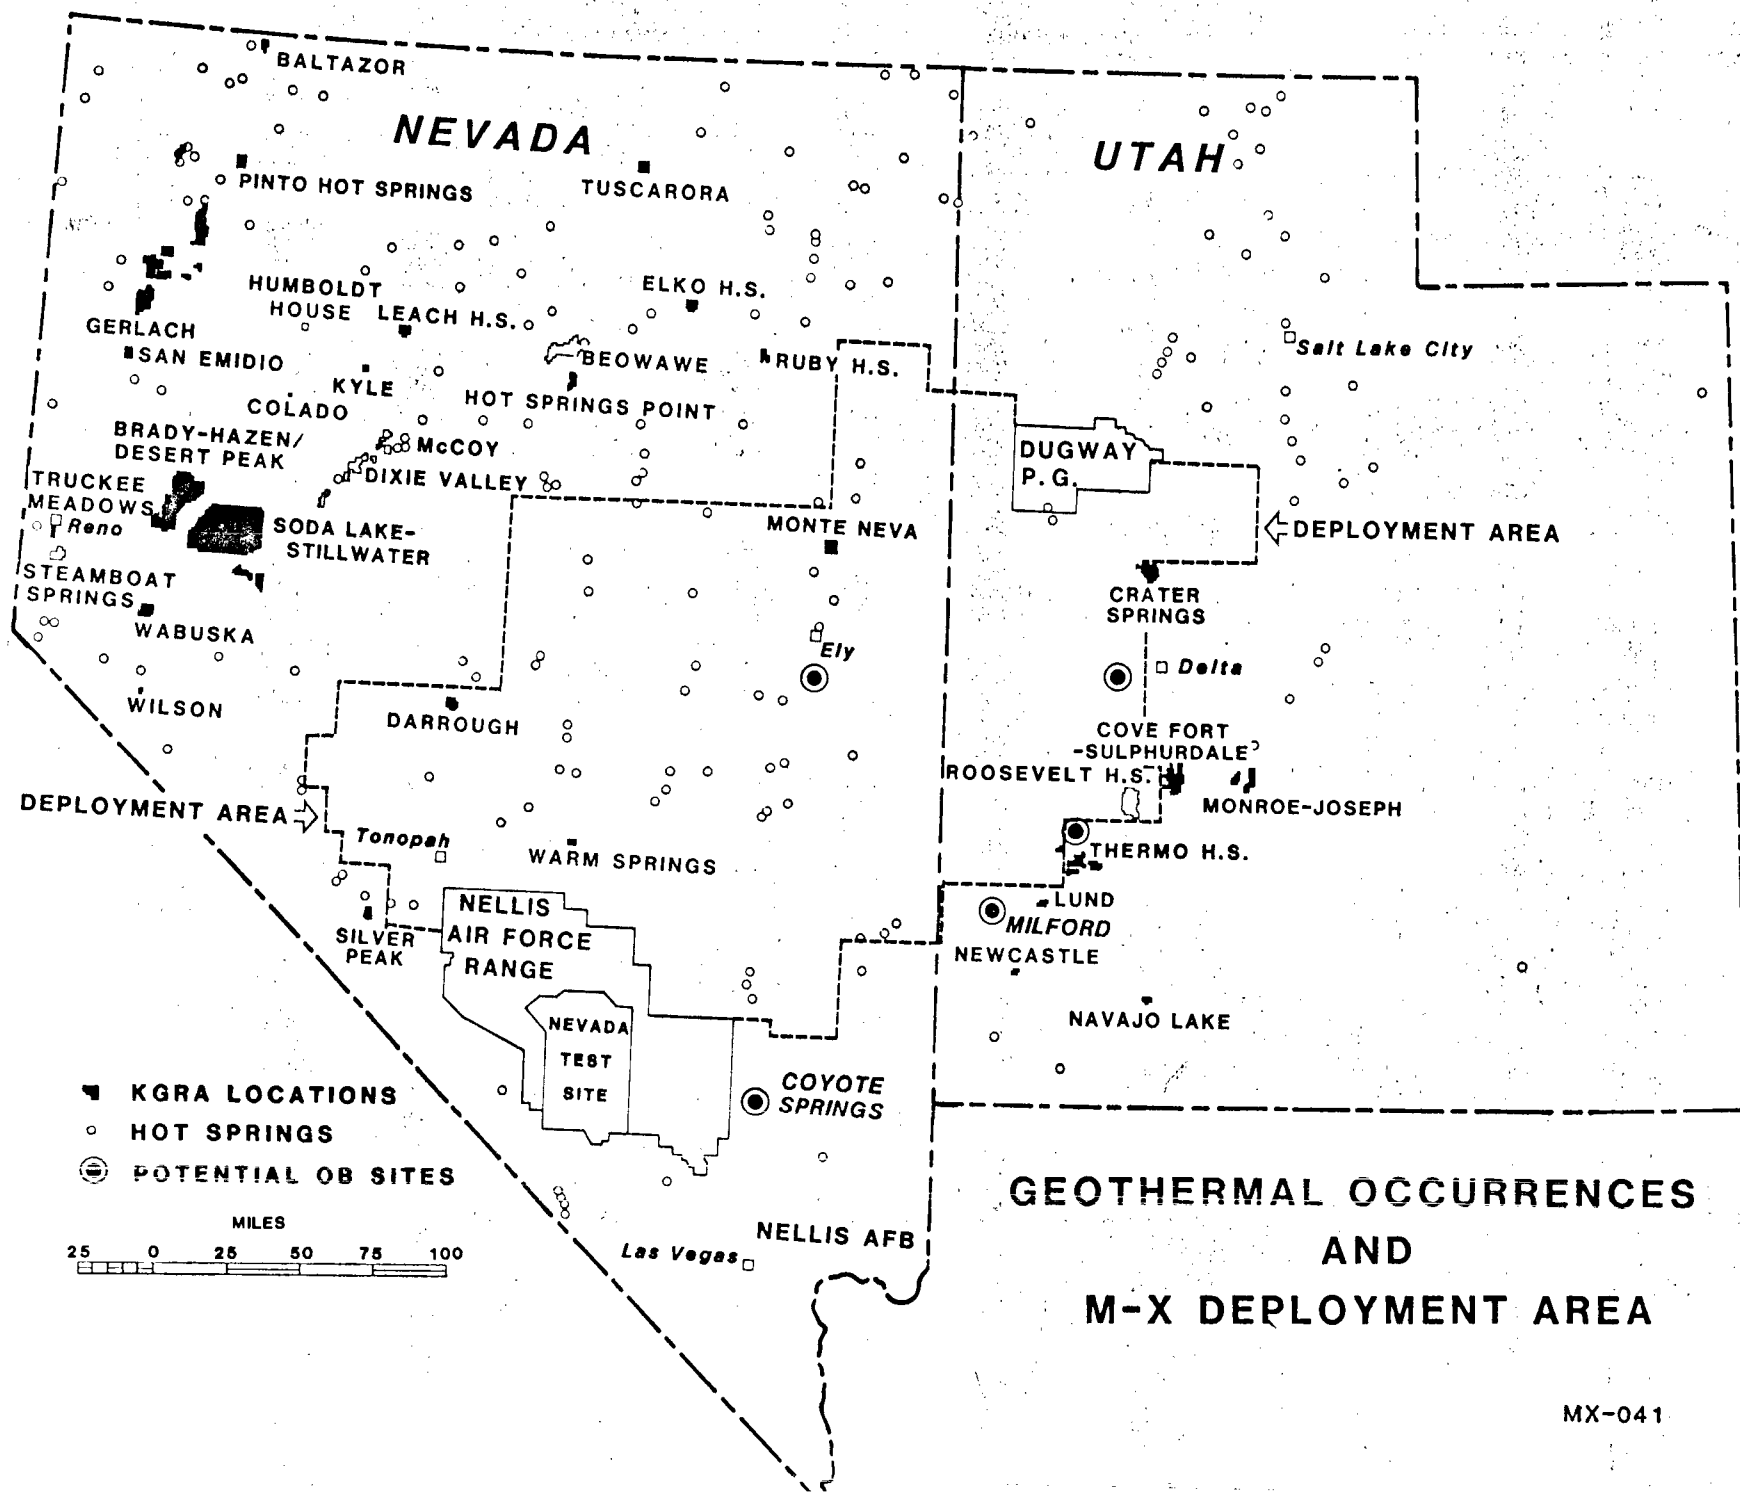 BALTAZOR
NEVADA
UTAH
PINTO HOT SPRINGS
TUSCARORA
HUMBOLDT
HOUSE
LEACH H.S.
ELKO H.S.
GERLACH
SAN EMIDIO
KYLE
BEOWAWE
RUBY H.S.
Salt Lake City
COLADO
HOT SPRINGS POINT
BRADY-HAZEN/
DESERT PEAK
McCOY
DIXIE VALLEY
DUGWAY
P.G.
TRUCKEE
MEADOWS
Reno
SODA LAKE-
STILLWATER
MONTE NEVA
DEPLOYMENT AREA
STEAMBOAT
SPRINGS
WABUSKA
CRATER
SPRINGS
Ely
Delta
WILSON
DARROUGH
COVE FORT
-SULPHURDALE
ROOSEVELT H.S.
MONROE-JOSEPH
DEPLOYMENT AREA
Tonopah
WARM SPRINGS
THERMO H.S.
LUND
MILFORD
NEWCASTLE
NELLIS
AIR FORCE
RANGE
SILVER
PEAK
NEVADA
TEST
SITE
NAVAJO LAKE
COYOTE
SPRINGS
KGRA LOCATIONS
HOT SPRINGS
POTENTIAL OB SITES
MILES
25 0 25 50 75 100
Las Vegas
NELLIS AFB
GEOTHERMAL OCCURRENCES
AND
M-X DEPLOYMENT AREA
MX-041